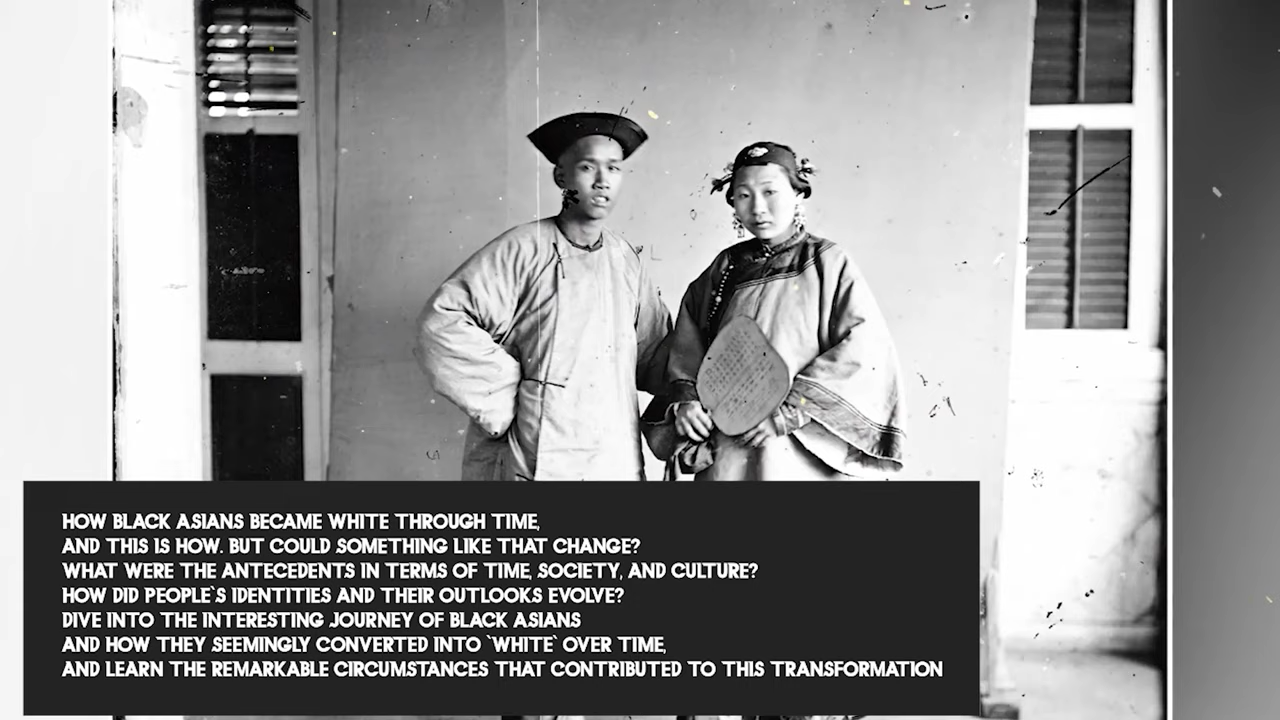 HOW BLACK ASIANS BECAME WHITE THROUGH TIME,
AND THIS IS HOW. BUT COULD SOMETHING LIKE THAT CHANGE?
WHAT WERE THE ANTECEDENTS IN TERMS OF TIME, SOCIETY, AND CULTURE?
HOW DID PEOPLE`S IDENTITIES AND THEIR OUTLOOKS EVOLVE?
DIVE INTO THE INTERESTING JOURNEY OF BLACK ASIANS
AND HOW THEY SEEMINGLY CONVERTED INTO `WHITE` OVER TIME,
AND LEARN THE REMARKABLE CIRCUMSTANCES THAT CONTRIBUTED TO THIS TRANSFORMATION